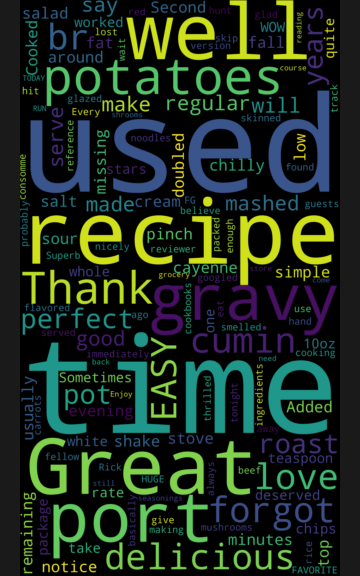 salad say red Second hunt glad reading years
Cooked br worked lost WOW
fat wait well version skip fall quite
around potatoes course
TODAY glazed make regular will track
hit Every shrooms
RUN used skinned
serve reference missing noodles doubled low
stars chilly found
consomme salt made cream FG mashed guests
believe
probably recipe
sour nicely pinch reviewer packed enough
Superb cayenne
whole grocery store simple
Thank googled come
flavored gravy
perfect ago cookbooks one eat use
served good smelled hand
immediately cumin 10oz
back EASY need cooking
time
Sometimes
usually pot Enjoy thrilled tonight ingredients
carrots evening Added
away
white shake stove roast
fellow Great beef teaspoon
Rick HUGE always love
still rate deserved
remaining package port seasonings forgot
basically give mushrooms chips
take making minutes rice top
notice delicious FAVORITE